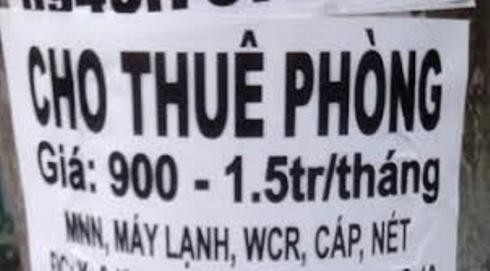 CHO THUÊ PHÒNG
Giá: 900 - 1.5tr/tháng
MNN, MÁY LẠNH, WCR, CÁP, NÉT